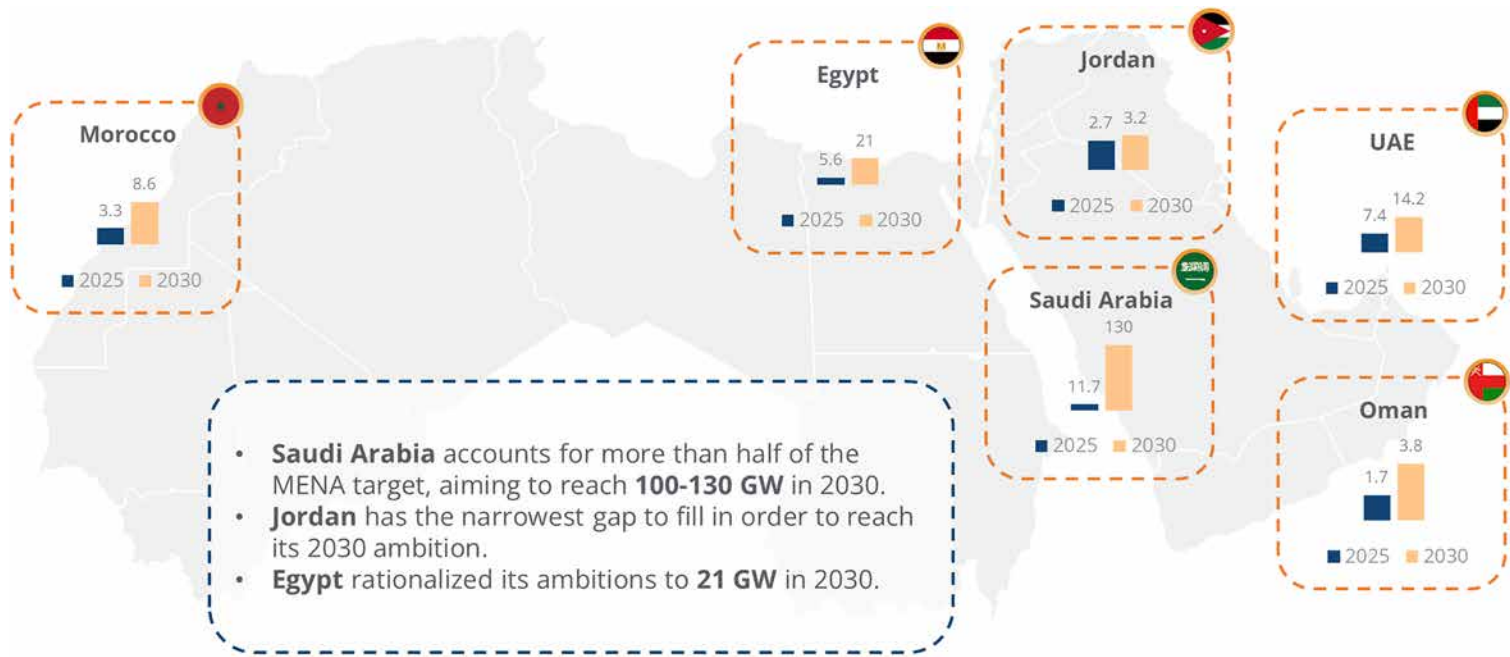 Morocco
3.3
8.6
2025 2030
Egypt
5.6
21
2025 2030
Jordan
2.7
3.2
2025 2030
UAE
7.4
14.2
2025 2030
Saudi Arabia
11.7
130
2025 2030
Oman
1.7
3.8
2025 2030
• Saudi Arabia accounts for more than half of the
MENA target, aiming to reach 100-130 GW in 2030.
• Jordan has the narrowest gap to fill in order to reach
its 2030 ambition.
• Egypt rationalized its ambitions to 21 GW in 2030.